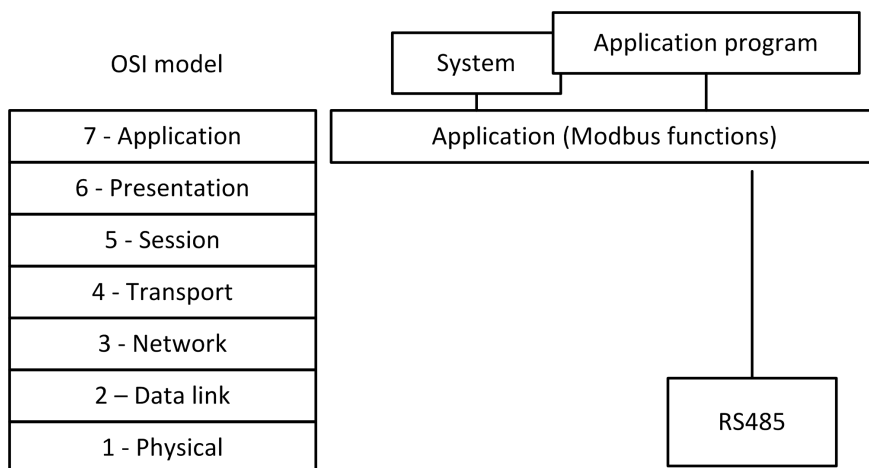 OSI model
System
Application program
7 - Application
Application (Modbus functions)
6 - Presentation
5 - Session
4 - Transport
3 - Network
2 – Data link
1 - Physical
RS485